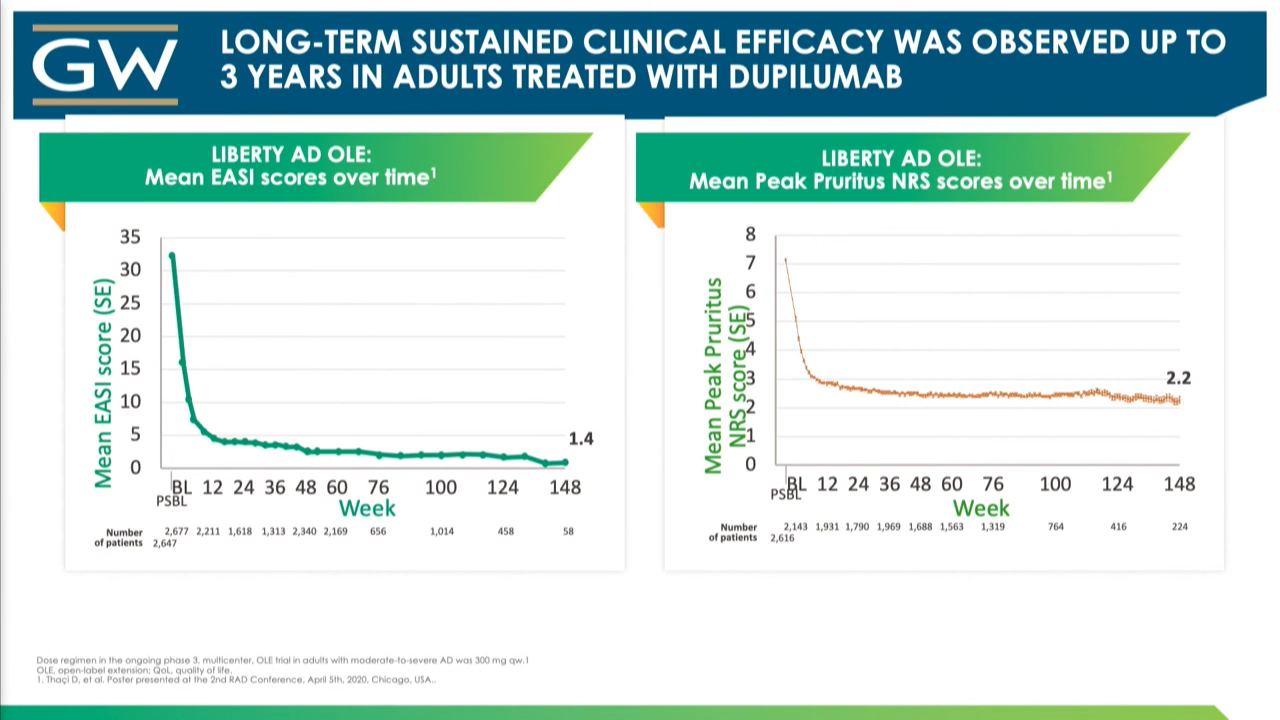 GW
LONG-TERM SUSTAINED CLINICAL EFFICACY WAS OBSERVED UP TO
3 YEARS IN ADULTS TREATED WITH DUPILUMAB
LIBERTY AD OLE:
Mean EASI scores over time¹
Mean EASI score (SE)
35
30
25
20
15
10
5
0
1.4
BL 12 24 36 48 60 76 100 124 148
PSBL
Week
Number 2,677 2,211 1,618 1,313 2,340 2,169 656 1,014 458 58
of patients 2,647
LIBERTY AD OLE:
Mean Peak Pruritus NRS scores over time¹
Mean Peak Pruritus
NRS score (SE)
8
7
6
5
4
3
2
1
0
2.2
BL 12 24 36 48 60 76 100 124 148
PSBL
Week
Number 2,143 1,931 1,790 1,969 1,688 1,563 1,319 764 416 224
of patients 2,616
Dose regimen in the ongoing phase 3, multicenter, OLE trial in adults with moderate-to-severe AD was 300 mg qw.1
OLE, open-label extension; QoL, quality of life.
1. Thaçi D, et al. Poster presented at the 2nd RAD Conference, April 5th, 2020, Chicago, USA..